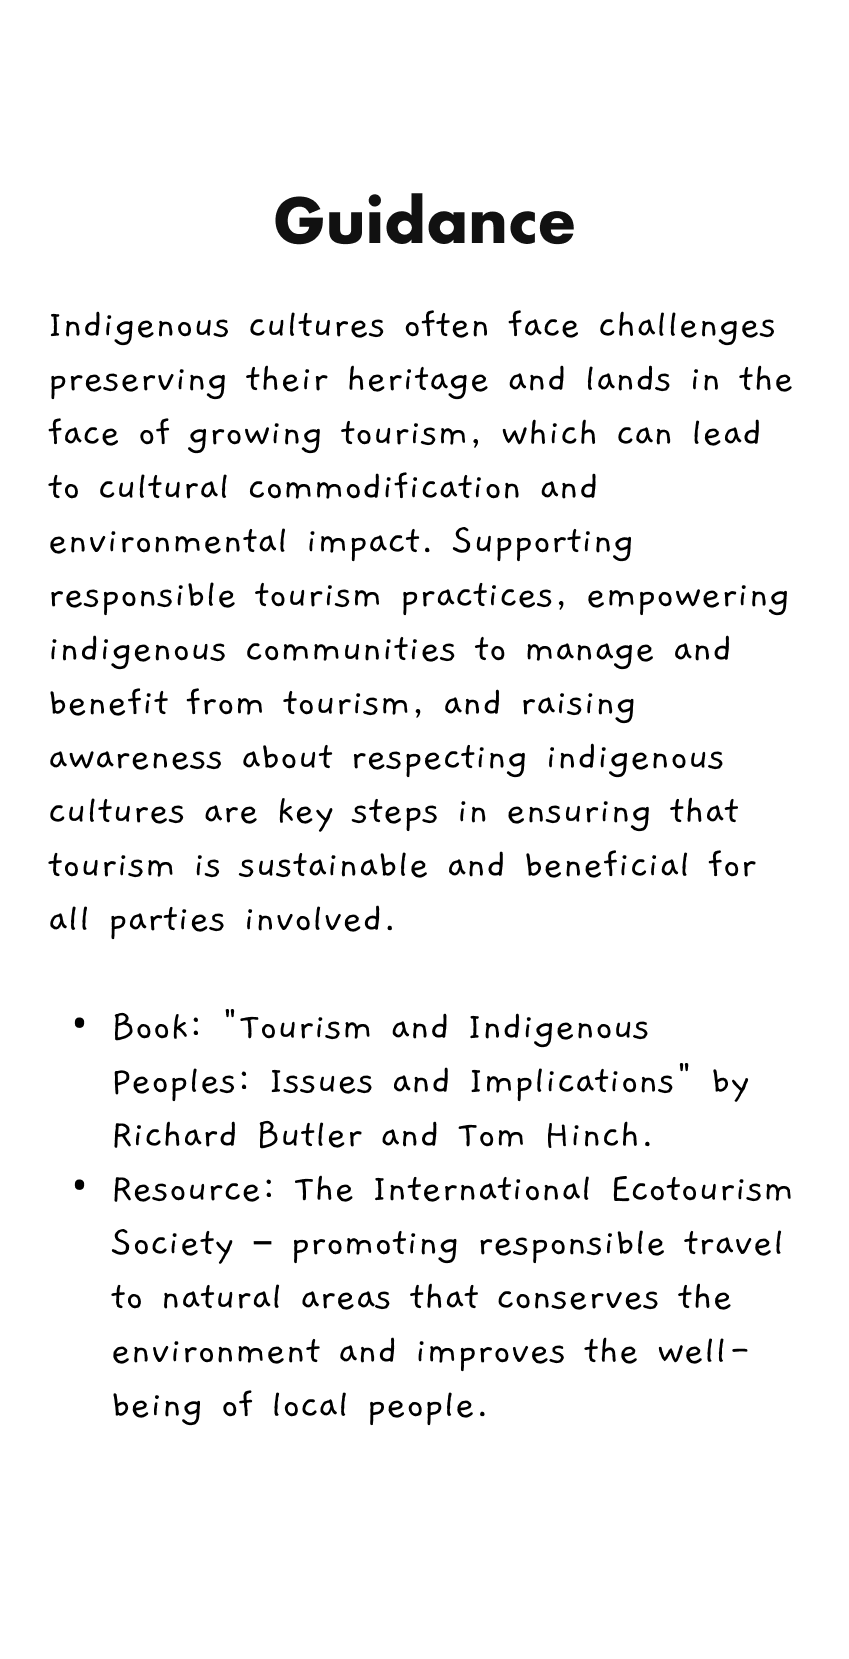 Guidance
Indigenous cultures often face challenges
preserving their heritage and lands in the
face of growing tourism, which can lead
to cultural commodification and
environmental impact. Supporting
responsible tourism practices, empowering
indigenous communities to manage and
benefit from tourism, and raising
awareness about respecting indigenous
cultures are key steps in ensuring that
tourism is sustainable and beneficial for
all parties involved.
• Book: "Tourism and Indigenous
Peoples: Issues and Implications" by
Richard Butler and Tom Hinch.
• Resource: The International Ecotourism
Society – promoting responsible travel
to natural areas that conserves the
environment and improves the well-
being of local people.